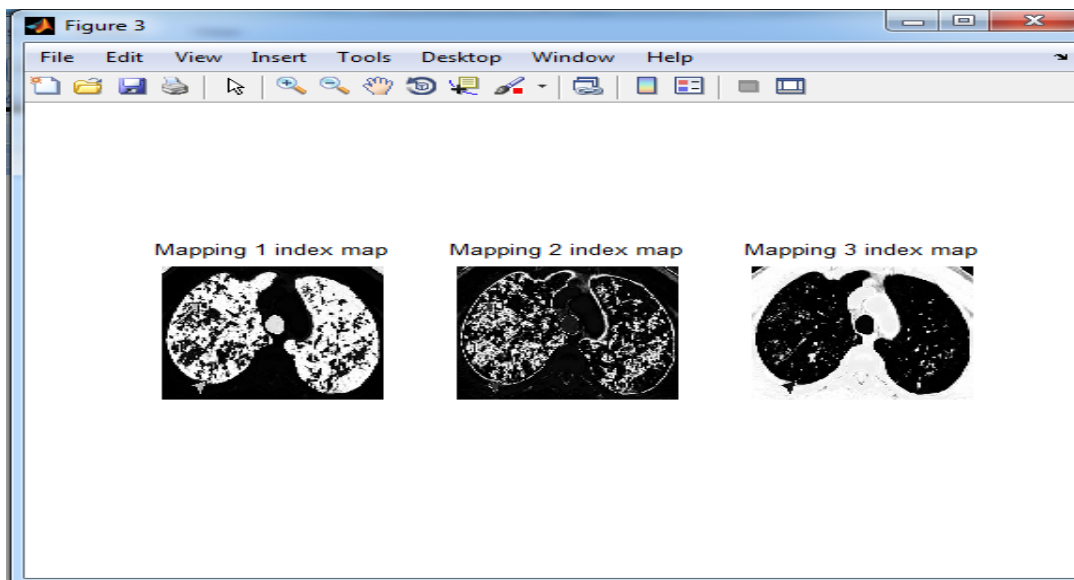 Figure 3
File Edit View Insert Tools Desktop Window Help
Mapping 1 index map Mapping 2 index map Mapping 3 index map